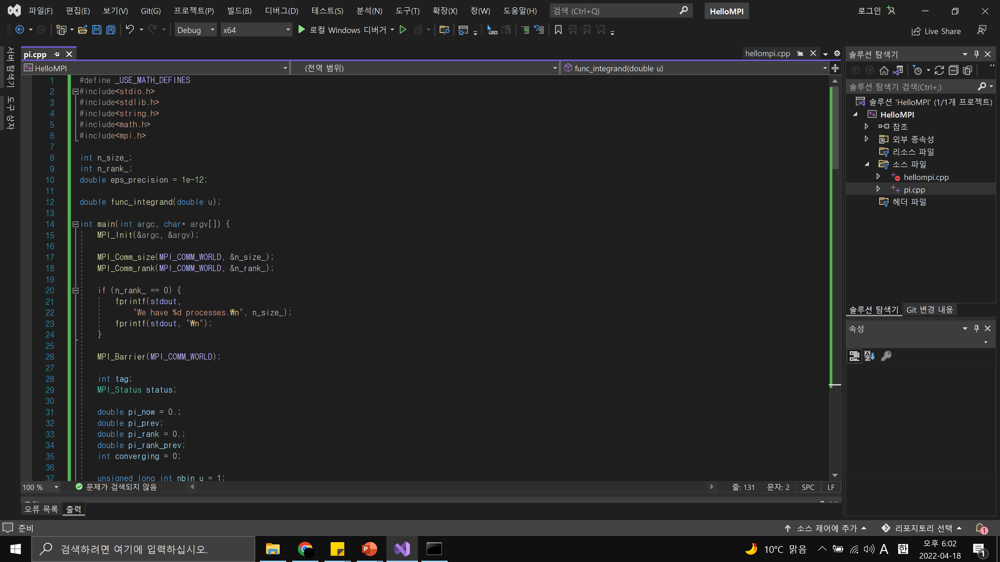 파일(F) 편집(E) 보기(V) Git(G) 프로젝트(P) 빌드(B) 디버그(D) 테스트(S) 분석(N) 도구(T) 확장(X) 창(W) 도움말(H) 검색 (Ctrl+Q) HelloMPI 로그인
Debug x64 로컬 Windows 디버거 Live Share
서버 탐색기
도구 상자
pi.cpp hellompi.cpp
HelloMPI (전역 범위) func_integrand(double u)
1 #define _USE_MATH_DEFINES
2 #include<stdio.h>
3 #include<stdlib.h>
4 #include<string.h>
5 #include<math.h>
6 #include<mpi.h>
7
8 int n_size_;
9 int n_rank_;
10 double eps_precision = 1e-12;
11
12 double func_integrand(double u);
13
14 int main(int argc, char* argv[]) {
15 MPI_Init(&argc, &argv);
16
17 MPI_Comm_size(MPI_COMM_WORLD, &n_size_);
18 MPI_Comm_rank(MPI_COMM_WORLD, &n_rank_);
19
20 if (n_rank_ == 0) {
21 fprintf(stdout,
22 "We have %d processes.₩n", n_size_);
23 fprintf(stdout, "₩n");
24 }
25
26 MPI_Barrier(MPI_COMM_WORLD);
27
28 int tag;
29 MPI_Status status;
30
31 double pi_now = 0.;
32 double pi_prev;
33 double pi_rank = 0.;
34 double pi_rank_prev;
35 int converging = 0;
36
37 unsigned long int nbin_u = 1;
100 % 문제가 검색되지 않음 줄: 131 문자: 2 SPC LF
오류 목록 출력
솔루션 탐색기
솔루션 탐색기 검색(Ctrl+;)
솔루션 'HelloMPI' (1/1개 프로젝트)
HelloMPI
참조
외부 종속성
리소스 파일
소스 파일
hellompi.cpp
pi.cpp
헤더 파일
솔루션 탐색기 Git 변경 내용
속성
준비 소스 제어에 추가 리포지토리 선택 1
검색하려면 여기에 입력하십시오. 10°C 맑음 A 한 오후 6:02
2022-04-18 1